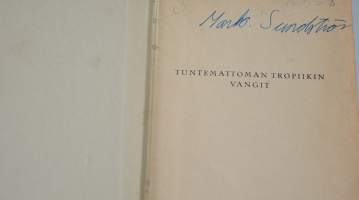 Marko Sundström
TUNTEMATTOMAN TROPIIKIN
VANGIT